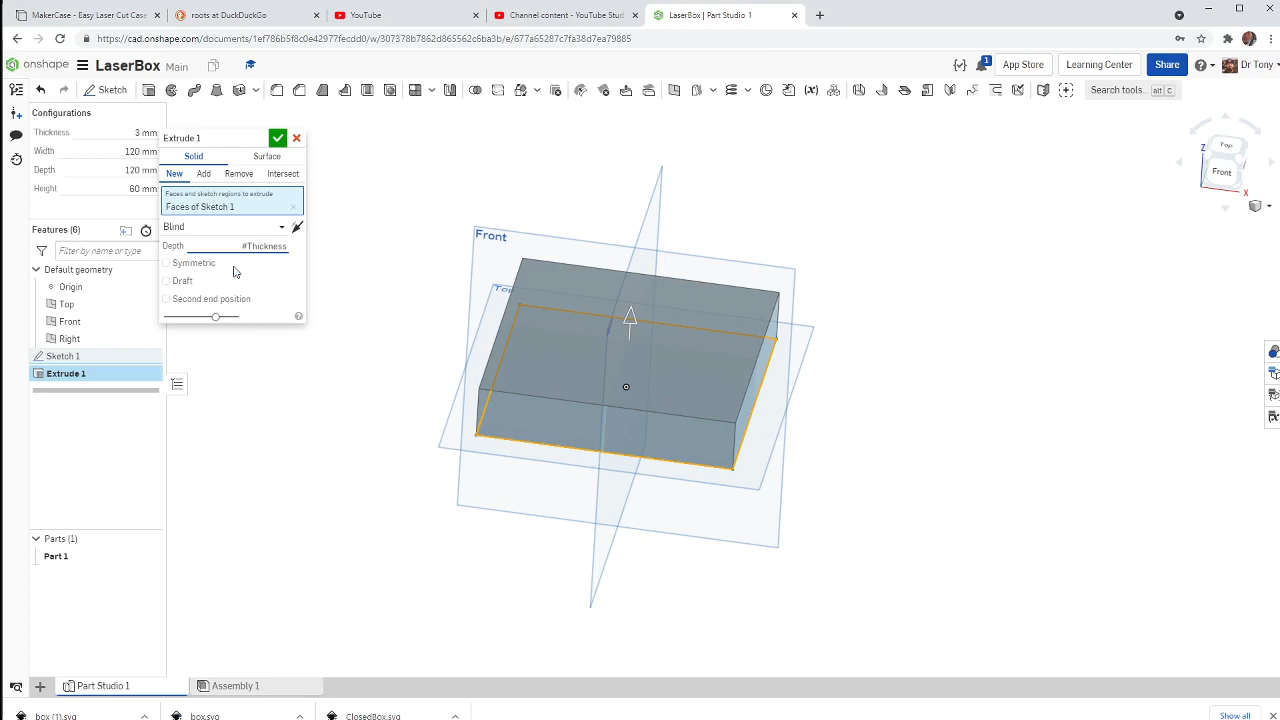 MakerCase - Easy Laser Cut Case
roots at DuckDuckGo
YouTube
Channel content - YouTube Stud
LaserBox | Part Studio 1
https://cad.onshape.com/documents/1ef786b5f8c0e42977fecdd0/w/307378b7862d865562c6ba3b/e/677a65287c7fa38d7ea79885
onshape
LaserBox Main
1
App Store
Learning Center
Share
Dr Tony
Sketch
Search tools... alt C
Configurations
Thickness 3 mm
Width 120 mm
Depth 120 mm
Height 60 mm
Features (6)
Filter by name or type
Default geometry
Origin
Top
Front
Right
Sketch 1
Extrude 1
Parts (1)
Part 1
Extrude 1
Solid
Surface
New
Add
Remove
Intersect
Faces and sketch regions to extrude
Faces of Sketch 1
Blind
Depth #Thickness
Symmetric
Draft
Second end position
Front
Top
Top
Front
Z
X
Part Studio 1
Assembly 1
box (1).svg
box.svg
ClosedBox.svg
Show all